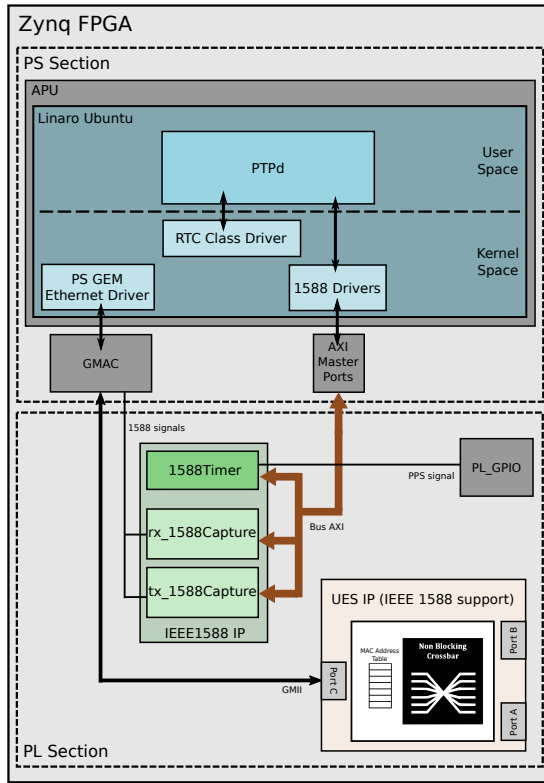 Zynq FPGA
PS Section
APU
Linaro Ubuntu
PTPd
User
Space
RTC Class Driver
Kernel
Space
PS GEM
Ethernet Driver
1588 Drivers
GMAC
AXI
Master
Ports
1588 signals
1588Timer
PPS signal
PL_GPIO
rx_1588Capture
Bus AXI
tx_1588Capture
IEEE1588 IP
UES IP (IEEE 1588 support)
MAC Address
Table
Non Blocking
Crossbar
Port B
Port C
Port A
GMII
PL Section